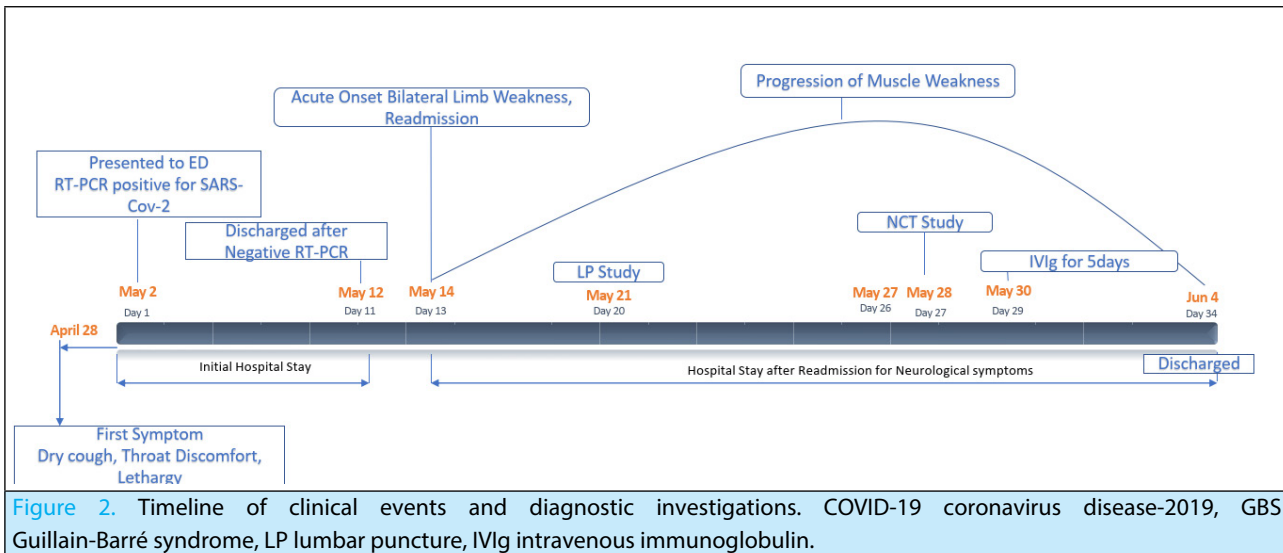 Progression of Muscle Weakness
Acute Onset Bilateral Limb Weakness,
Readmission
Presented to ED
RT-PCR positive for SARS-
Cov-2
Discharged after
Negative RT-PCR
NCT Study
LP Study
IVIg for 5days
May 2
Day 1
May 12
Day 11
May 14
Day 13
May 21
Day 20
May 27
Day 26
May 28
Day 27
May 30
Day 29
Jun 4
Day 34
April 28
Initial Hospital Stay
Hospital Stay after Readmission for Neurological symptoms
Discharged
First Symptom
Dry cough, Throat Discomfort,
Lethargy
Figure 2. Timeline of clinical events and diagnostic investigations. COVID-19 coronavirus disease-2019, GBS
Guillain-Barré syndrome, LP lumbar puncture, IVIg intravenous immunoglobulin.